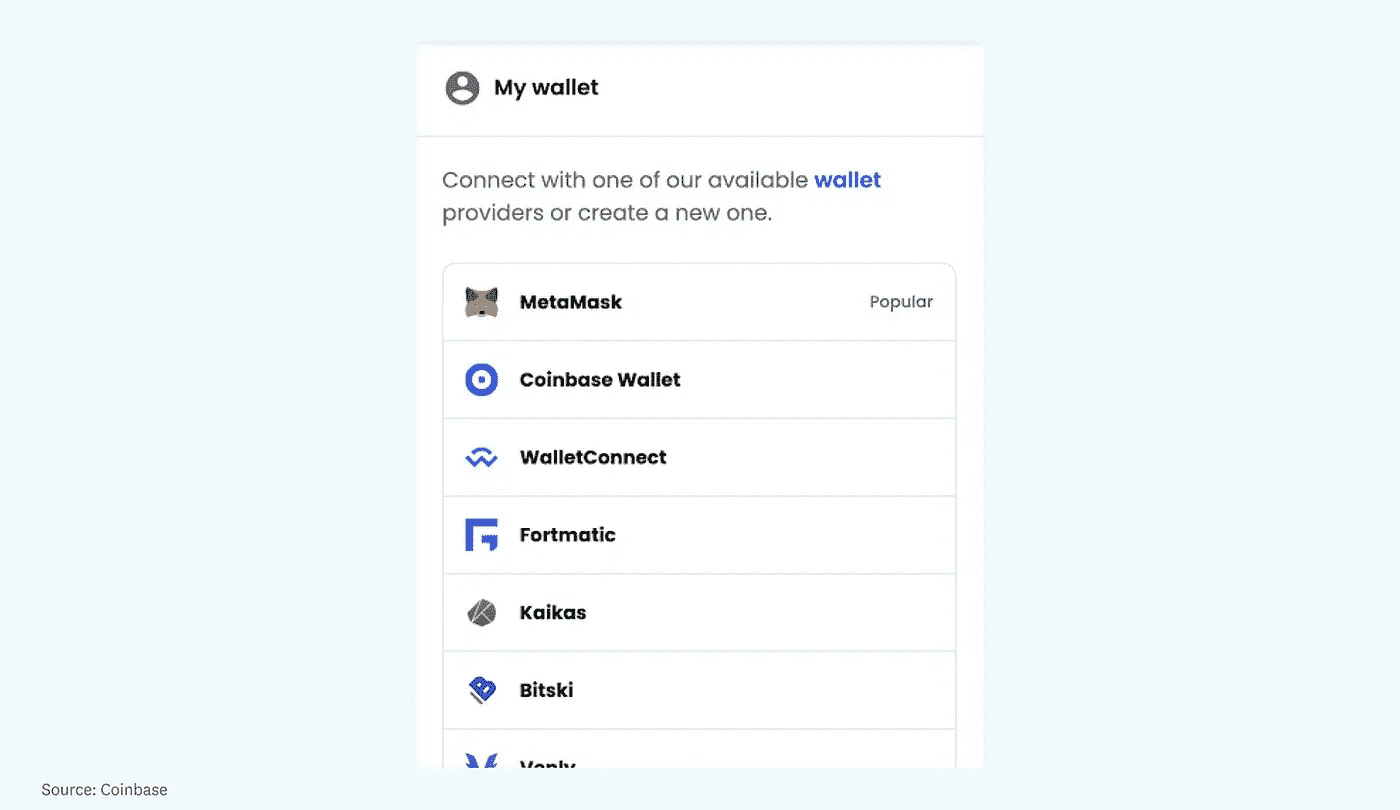 My wallet
Connect with one of our available wallet
providers or create a new one.
MetaMask
Popular
Coinbase Wallet
WalletConnect
Fortmatic
Kaikas
Bitski
Venly
Source: Coinbase